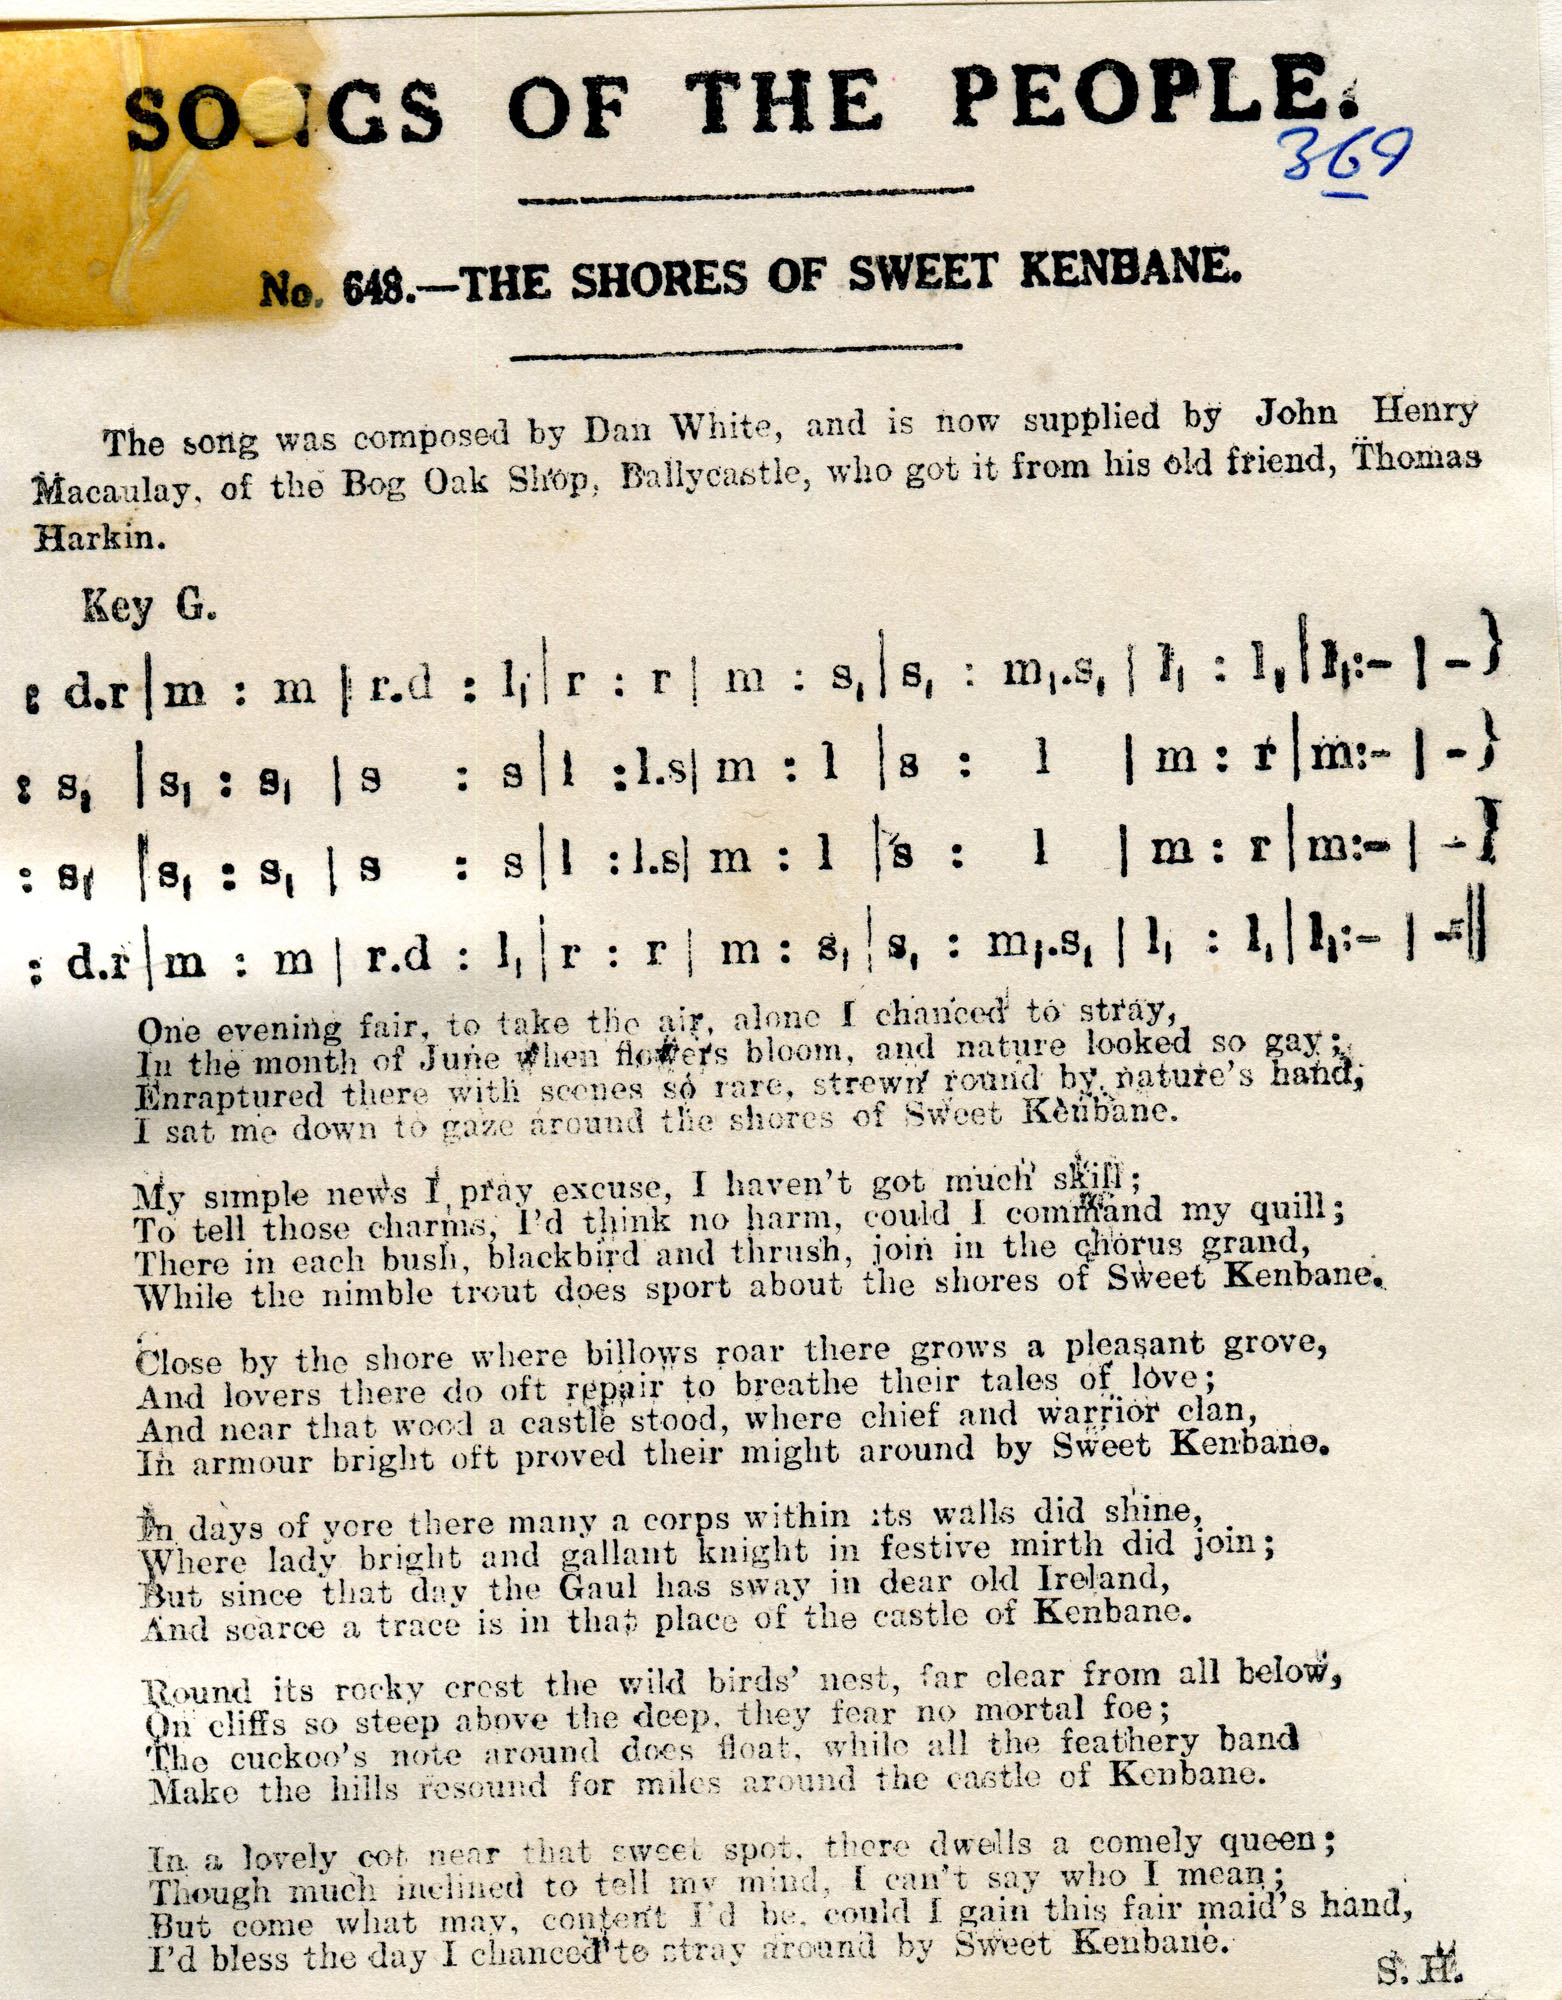 SONGS OF THE PEOPLE.
369
No. 648.—THE SHORES OF SWEET KENBANE.
The song was composed by Dan White, and is now supplied by John Henry
Macaulay, of the Bog Oak Shop, Ballycastle, who got it from his old friend, Thomas
Harkin.
Key G.
: d.r | m : m | r.d : l, | r : r | m : s, | s, : m,.s, | l, : l, | l,:- | - }
: s, | s, : s, | s : s | l : l.s | m : l | s : l | m : r | m:- | - }
: s, | s, : s, | s : s | l : l.s | m : l | s : l | m : r | m:- | - }
: d.r | m : m | r.d : l, | r : r | m : s, | s, : m,.s, | l, : l, | l,:- | - ||
One evening fair, to take the air, alone I chanced to stray,
In the month of June when flowers bloom, and nature looked so gay;
Enraptured there with scenes so rare, strewn round by nature's hand,
I sat me down to gaze around the shores of Sweet Kenbane.
My simple news I pray excuse, I haven't got much skill;
To tell those charms, I'd think no harm, could I command my quill;
There in each bush, blackbird and thrush, join in the chorus grand,
While the nimble trout does sport about the shores of Sweet Kenbane.
Close by the shore where billows roar there grows a pleasant grove,
And lovers there do oft repair to breathe their tales of love;
And near that wood a castle stood, where chief and warrior clan,
In armour bright oft proved their might around by Sweet Kenbane.
In days of yore there many a corps within its walls did shine,
Where lady bright and gallant knight in festive mirth did join;
But since that day the Gaul has sway in dear old Ireland,
And scarce a trace is in that place of the castle of Kenbane.
Round its rocky crest the wild birds' nest, far clear from all below,
On cliffs so steep above the deep, they fear no mortal foe;
The cuckoo's note around does float, while all the feathery band
Make the hills resound for miles around the castle of Kenbane.
In a lovely cot near that sweet spot, there dwells a comely queen;
Though much inclined to tell my mind, I can't say who I mean;
But come what may, content I'd be, could I gain this fair maid's hand,
I'd bless the day I chanced to stray around by Sweet Kenbane.
S. H.